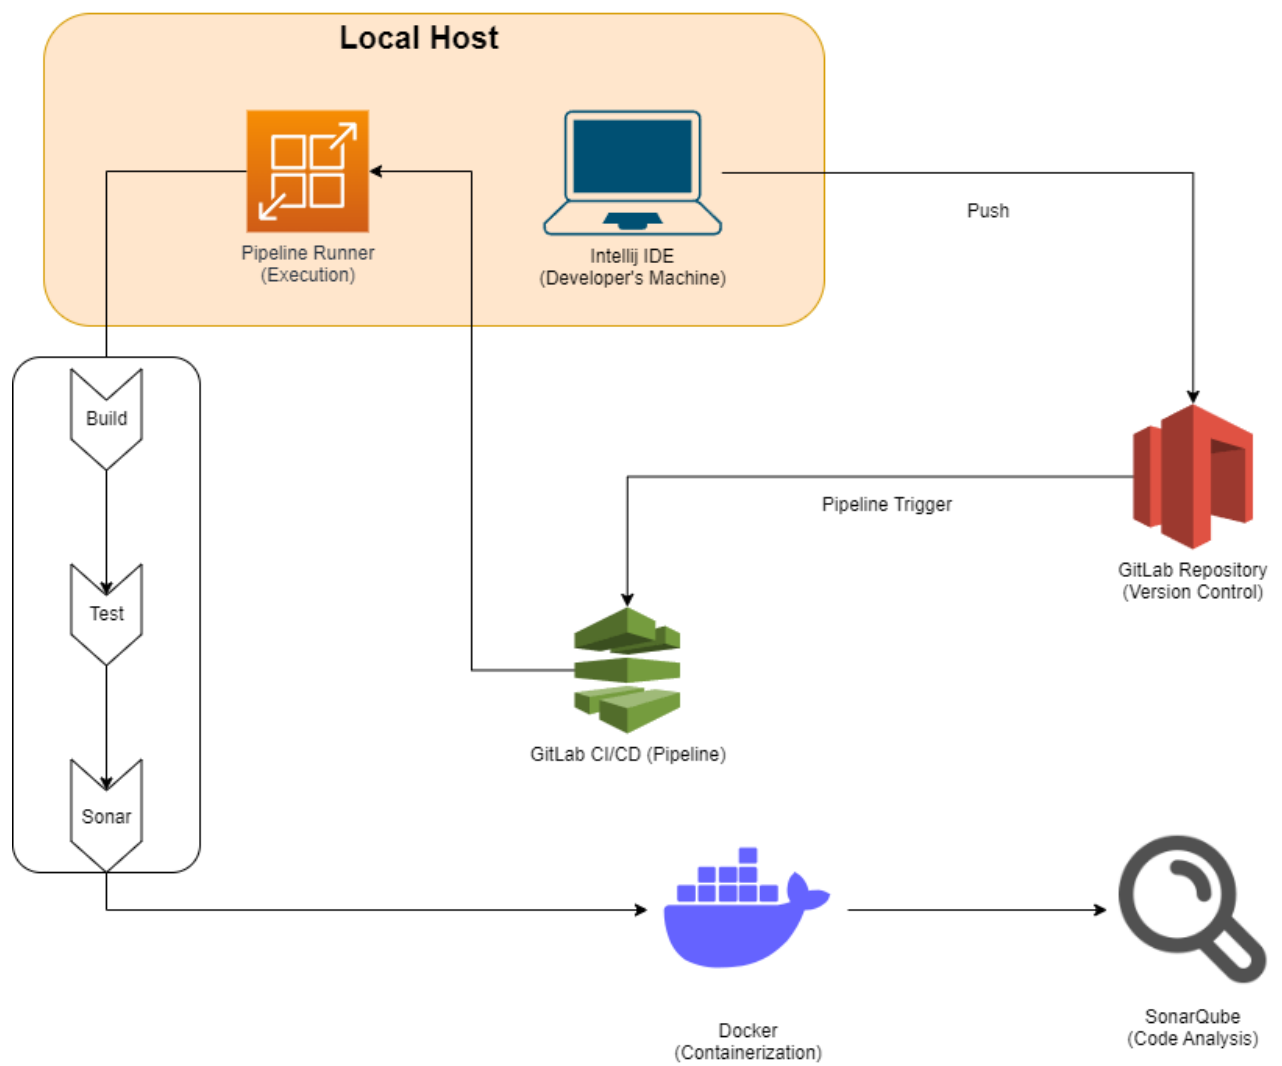 Local Host
Pipeline Runner
(Execution)
Intellij IDE
(Developer's Machine)
Push
Build
Pipeline Trigger
GitLab Repository
(Version Control)
Test
GitLab CI/CD (Pipeline)
Sonar
Docker
(Containerization)
SonarQube
(Code Analysis)